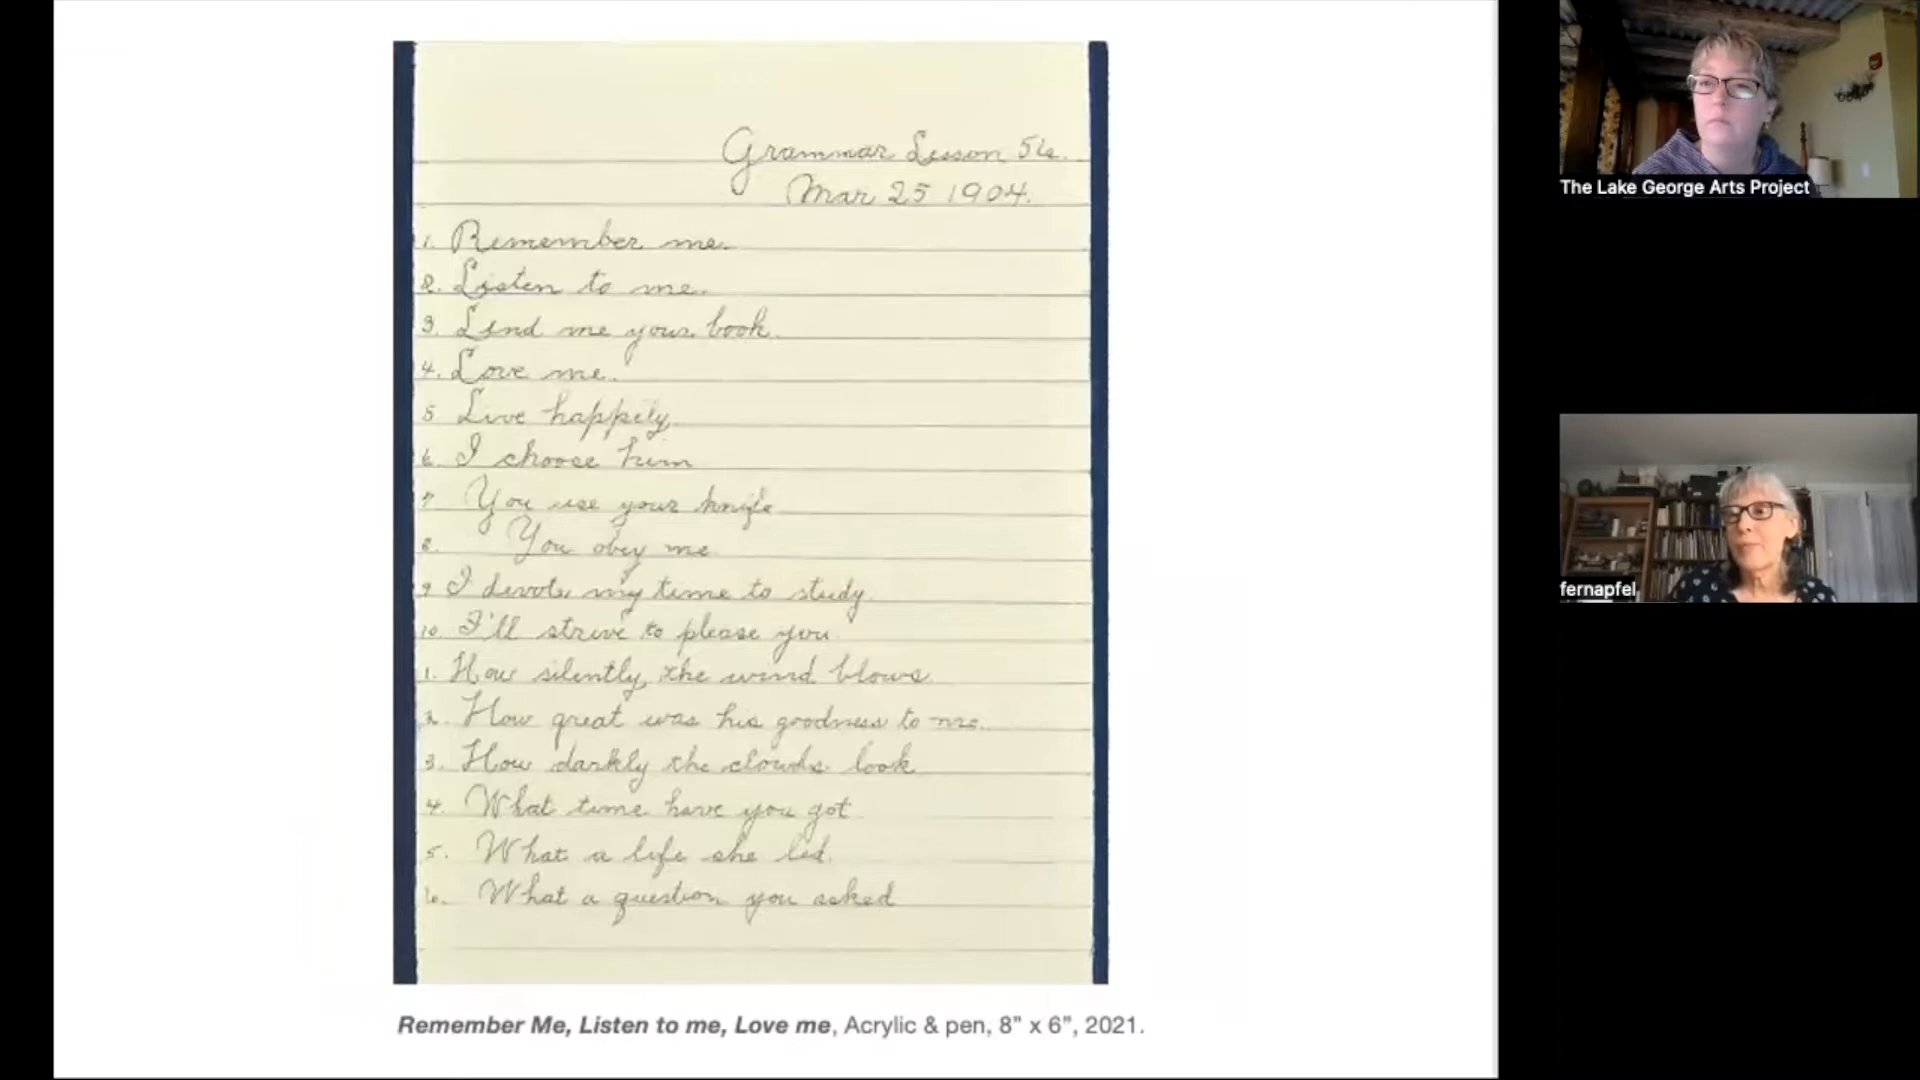 Grammar Lesson 56.
Mar 25 1904.
1. Remember me.
2. Listen to me.
3. Lend me your book.
4. Love me.
5 Live happily.
6. I choose him
7 You use your knife
8. You obey me
9 I devote my time to study.
10. I'll strive to please you.
1. How silently the wind blows.
2. How great was his goodness to me.
3. How darkly the clouds look
4. What time have you got
5. What a life she led.
6. What a question you asked
Remember Me, Listen to me, Love me, Acrylic & pen, 8" x 6", 2021.
The Lake George Arts Project
fernapfel